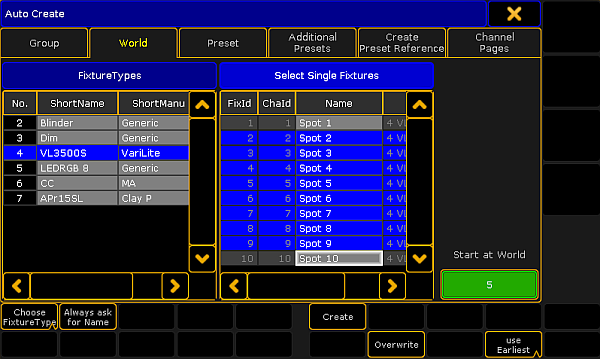 Auto Create
Group World Preset Additional Presets Create Preset Reference Channel Pages
FixtureTypes
No. ShortName ShortManu
2 Blinder Generic
3 Dim Generic
4 VL3500S VariLite
5 LEDRGB 8 Generic
6 CC MA
7 APr15SL Clay P
Select Single Fixtures
FixId ChaId Name
1 1 Spot 1 4 VL
2 2 Spot 2 4 VL
3 3 Spot 3 4 VL
4 4 Spot 4 4 VL
5 5 Spot 5 4 VL
6 6 Spot 6 4 VL
7 7 Spot 7 4 VL
8 8 Spot 8 4 VL
9 9 Spot 9 4 VL
10 10 Spot 10 4 VL
Start at World
5
Choose FixtureType Always ask for Name Create
Overwrite use Earliest